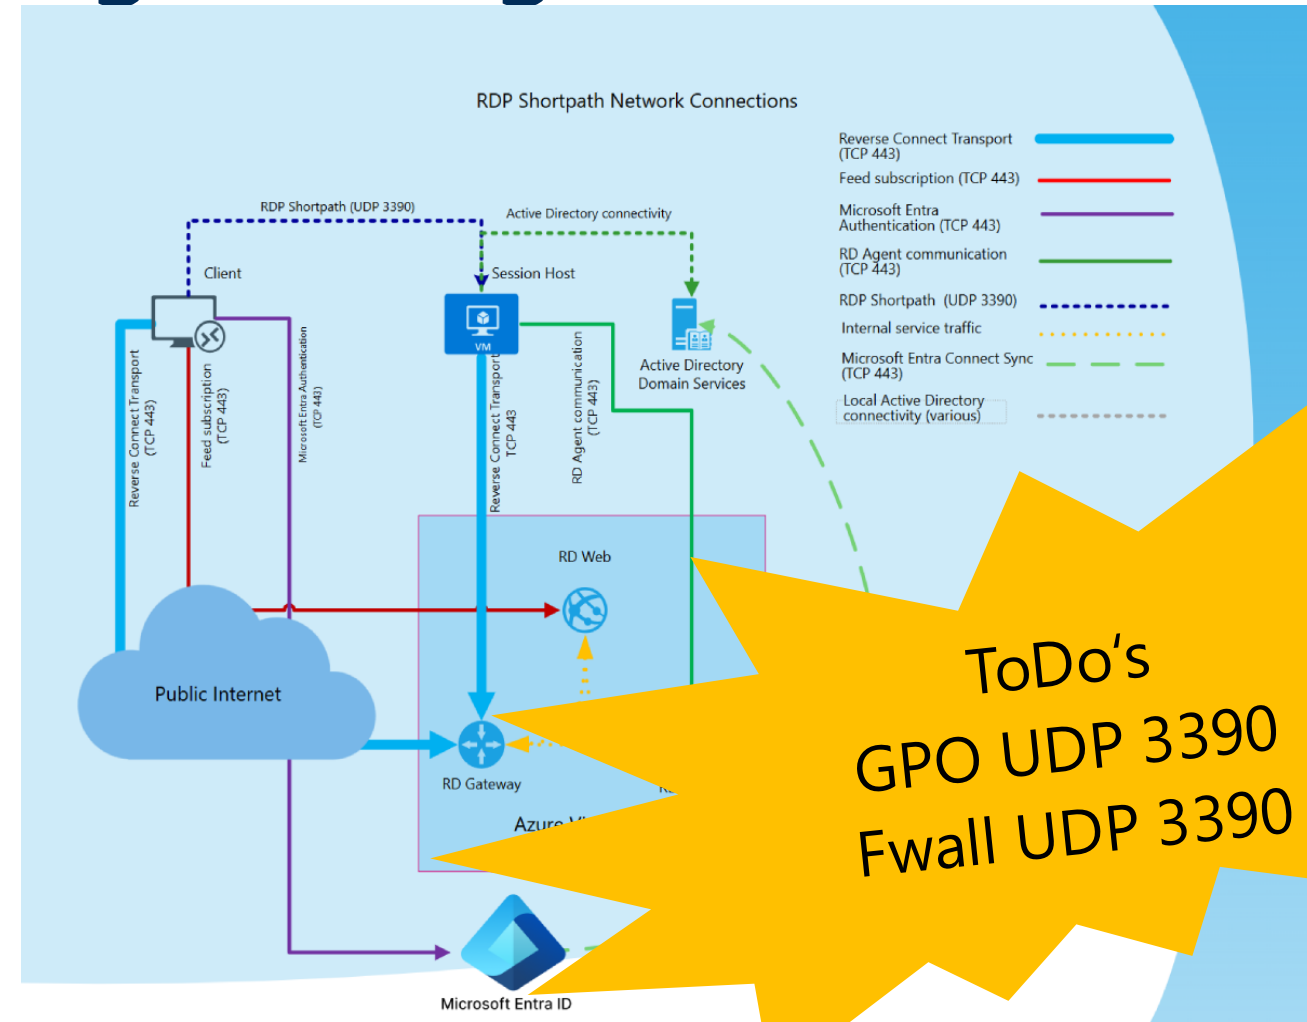 RDP Shortpath Network Connections
Reverse Connect Transport
(TCP 443)
Feed subscription (TCP 443)
Microsoft Entra
Authentication (TCP 443)
RD Agent communication
(TCP 443)
RDP Shortpath (UDP 3390)
Internal service traffic
Microsoft Entra Connect Sync
(TCP 443)
Local Active Directory
connectivity (various)
RDP Shortpath (UDP 3390)
Active Directory connectivity
Client
Session Host
VM
Active Directory
Domain Services
Reverse Connect Transport
(TCP 443)
Feed subscription
(TCP 443)
Microsoft Entra Authentication
(TCP 443)
Reverse Connect Transport
TCP 443
RD Agent communication
(TCP 443)
RD Web
Public Internet
RD Gateway
Azure
Microsoft Entra ID
ToDo‘s
GPO UDP 3390
Fwall UDP 3390